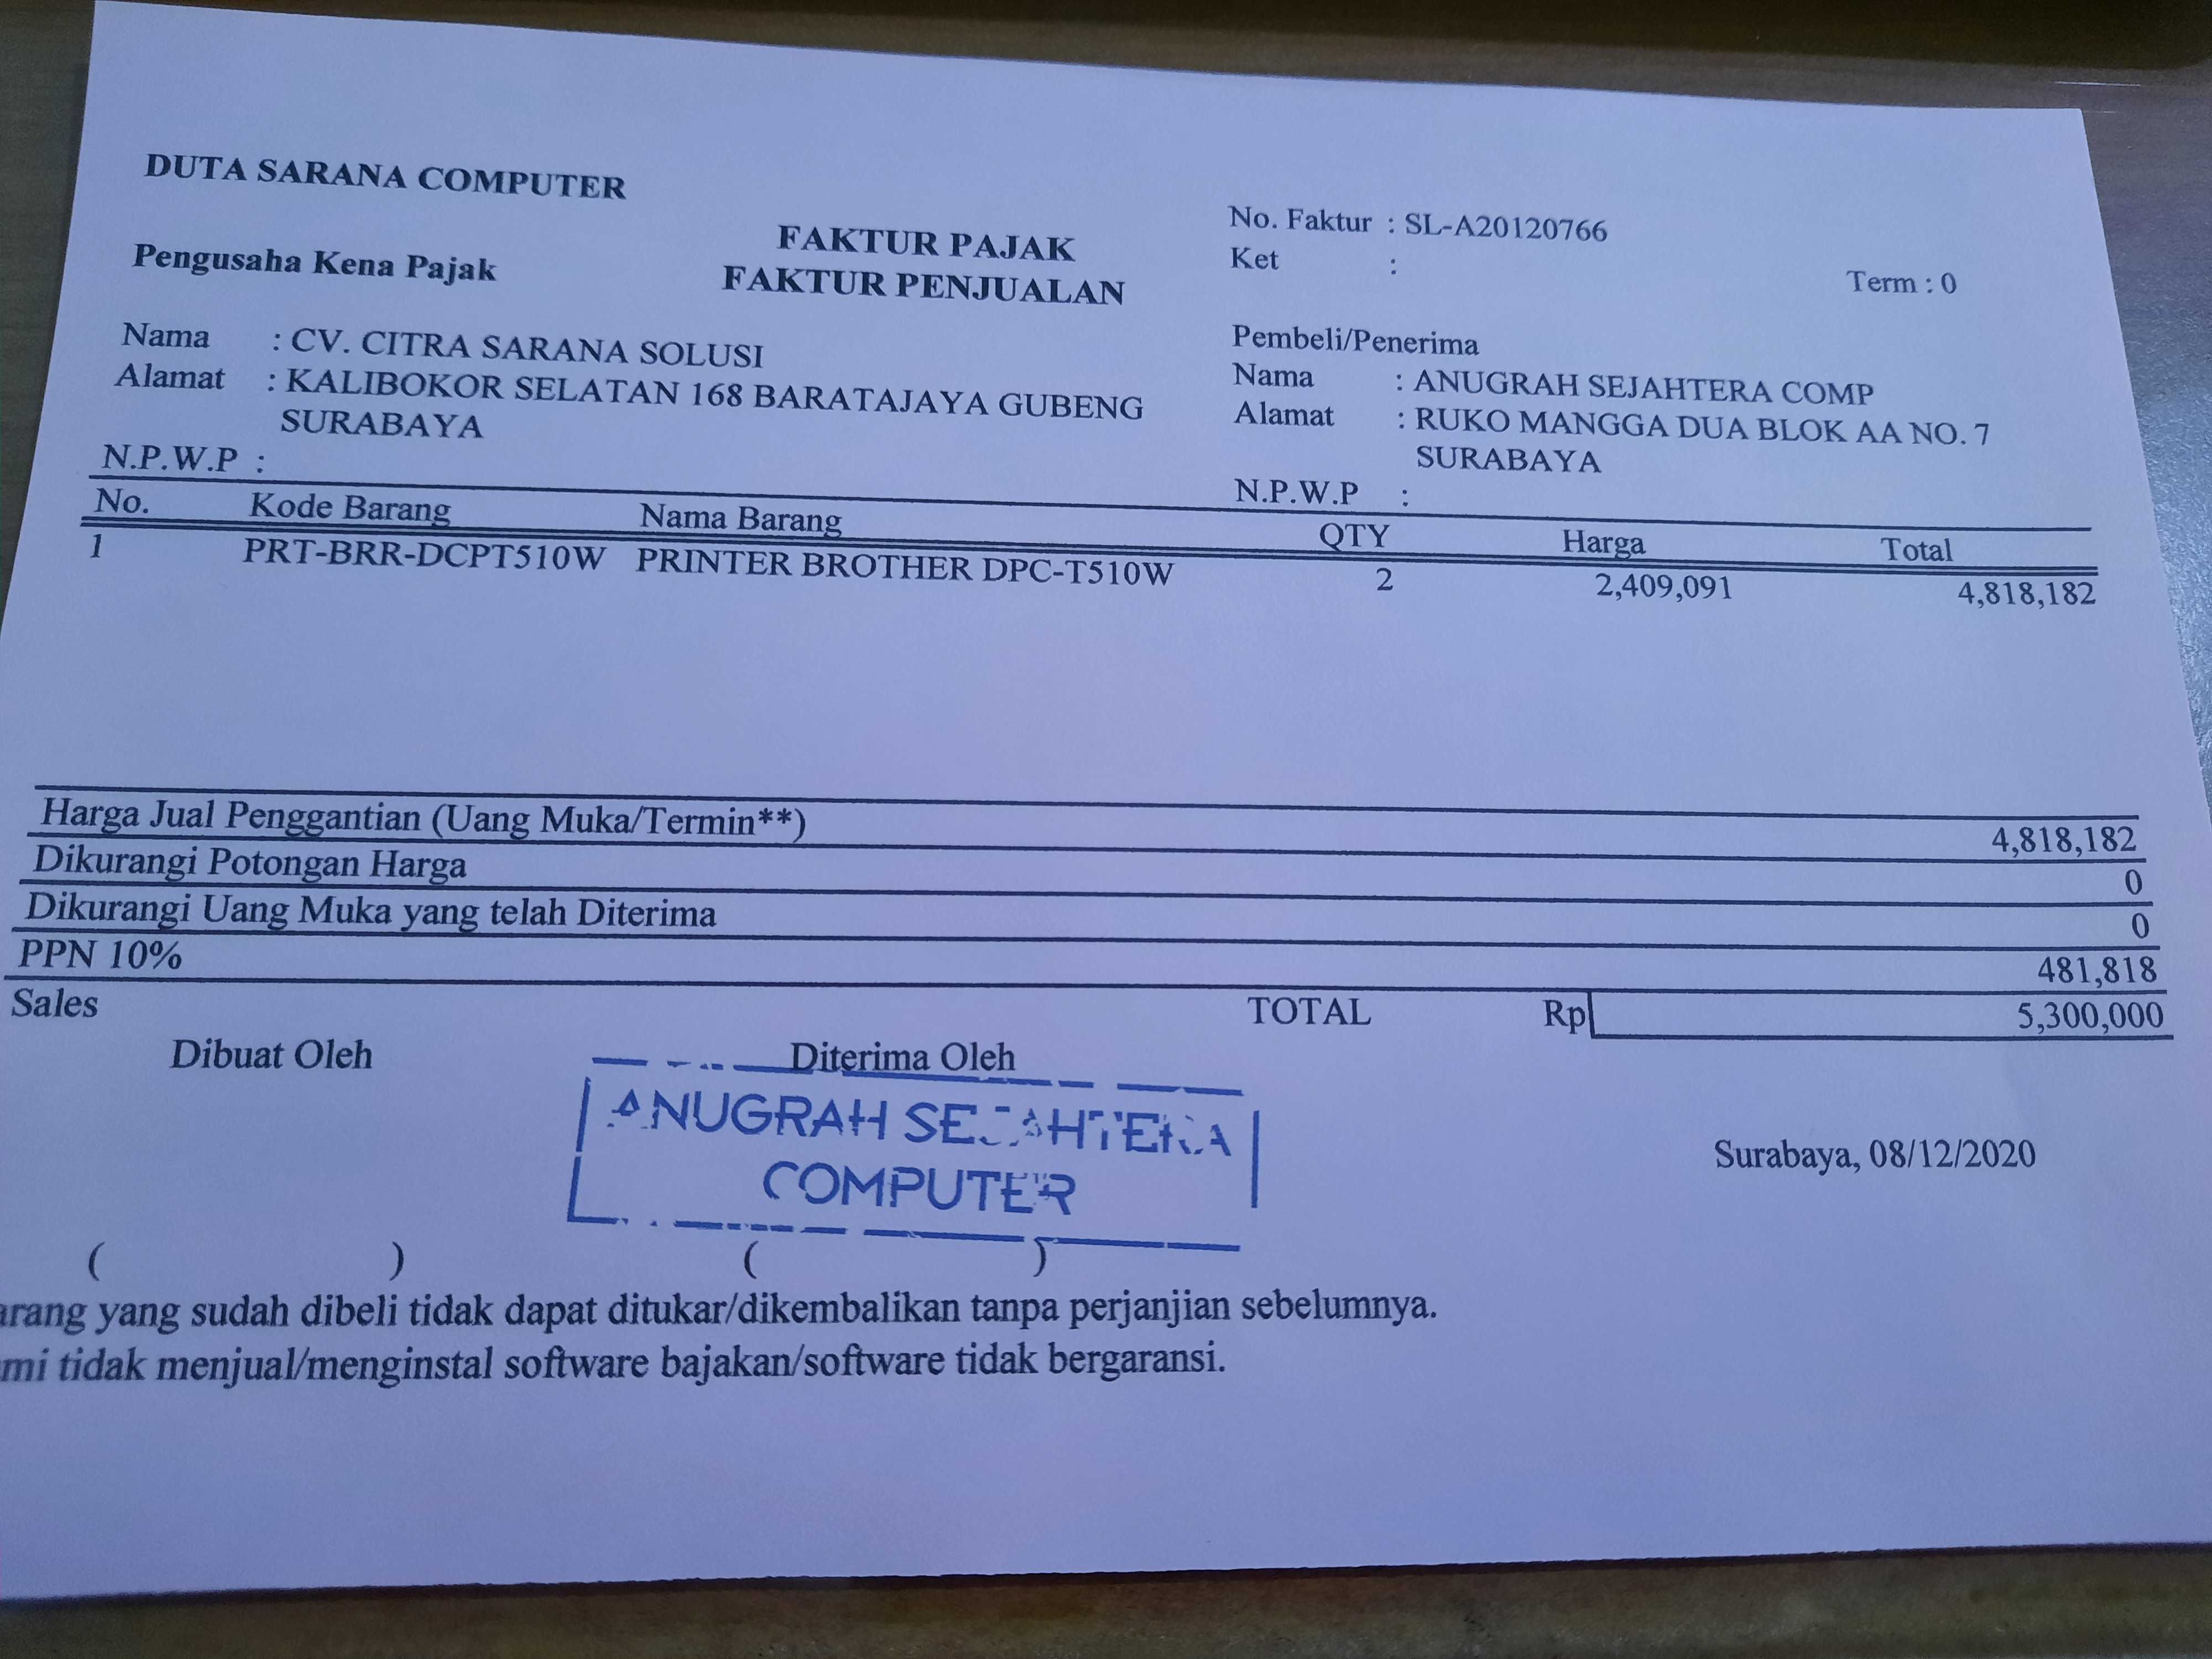 DUTA SARANA COMPUTER
FAKTUR PAJAK
FAKTUR PENJUALAN
No. Faktur : SL-A20120766
Ket :
Term : 0
Pengusaha Kena Pajak
Nama : CV. CITRA SARANA SOLUSI
Alamat : KALIBOKOR SELATAN 168 BARATAJAYA GUBENG
SURABAYA
N.P.W.P :
Pembeli/Penerima
Nama : ANUGRAH SEJAHTERA COMP
Alamat : RUKO MANGGA DUA BLOK AA NO. 7
SURABAYA
N.P.W.P :
No. Kode Barang Nama Barang QTY Harga Total
1 PRT-BRR-DCPT510W PRINTER BROTHER DPC-T510W 2 2,409,091 4,818,182
Harga Jual Penggantian (Uang Muka/Termin**) 4,818,182
Dikurangi Potongan Harga 0
Dikurangi Uang Muka yang telah Diterima 0
PPN 10% 481,818
Sales TOTAL Rp 5,300,000
Dibuat Oleh Diterima Oleh
ANUGRAH SEJAHTERA
COMPUTER
Surabaya, 08/12/2020
( ) ( )
arang yang sudah dibeli tidak dapat ditukar/dikembalikan tanpa perjanjian sebelumnya.
mi tidak menjual/menginstal software bajakan/software tidak bergaransi.